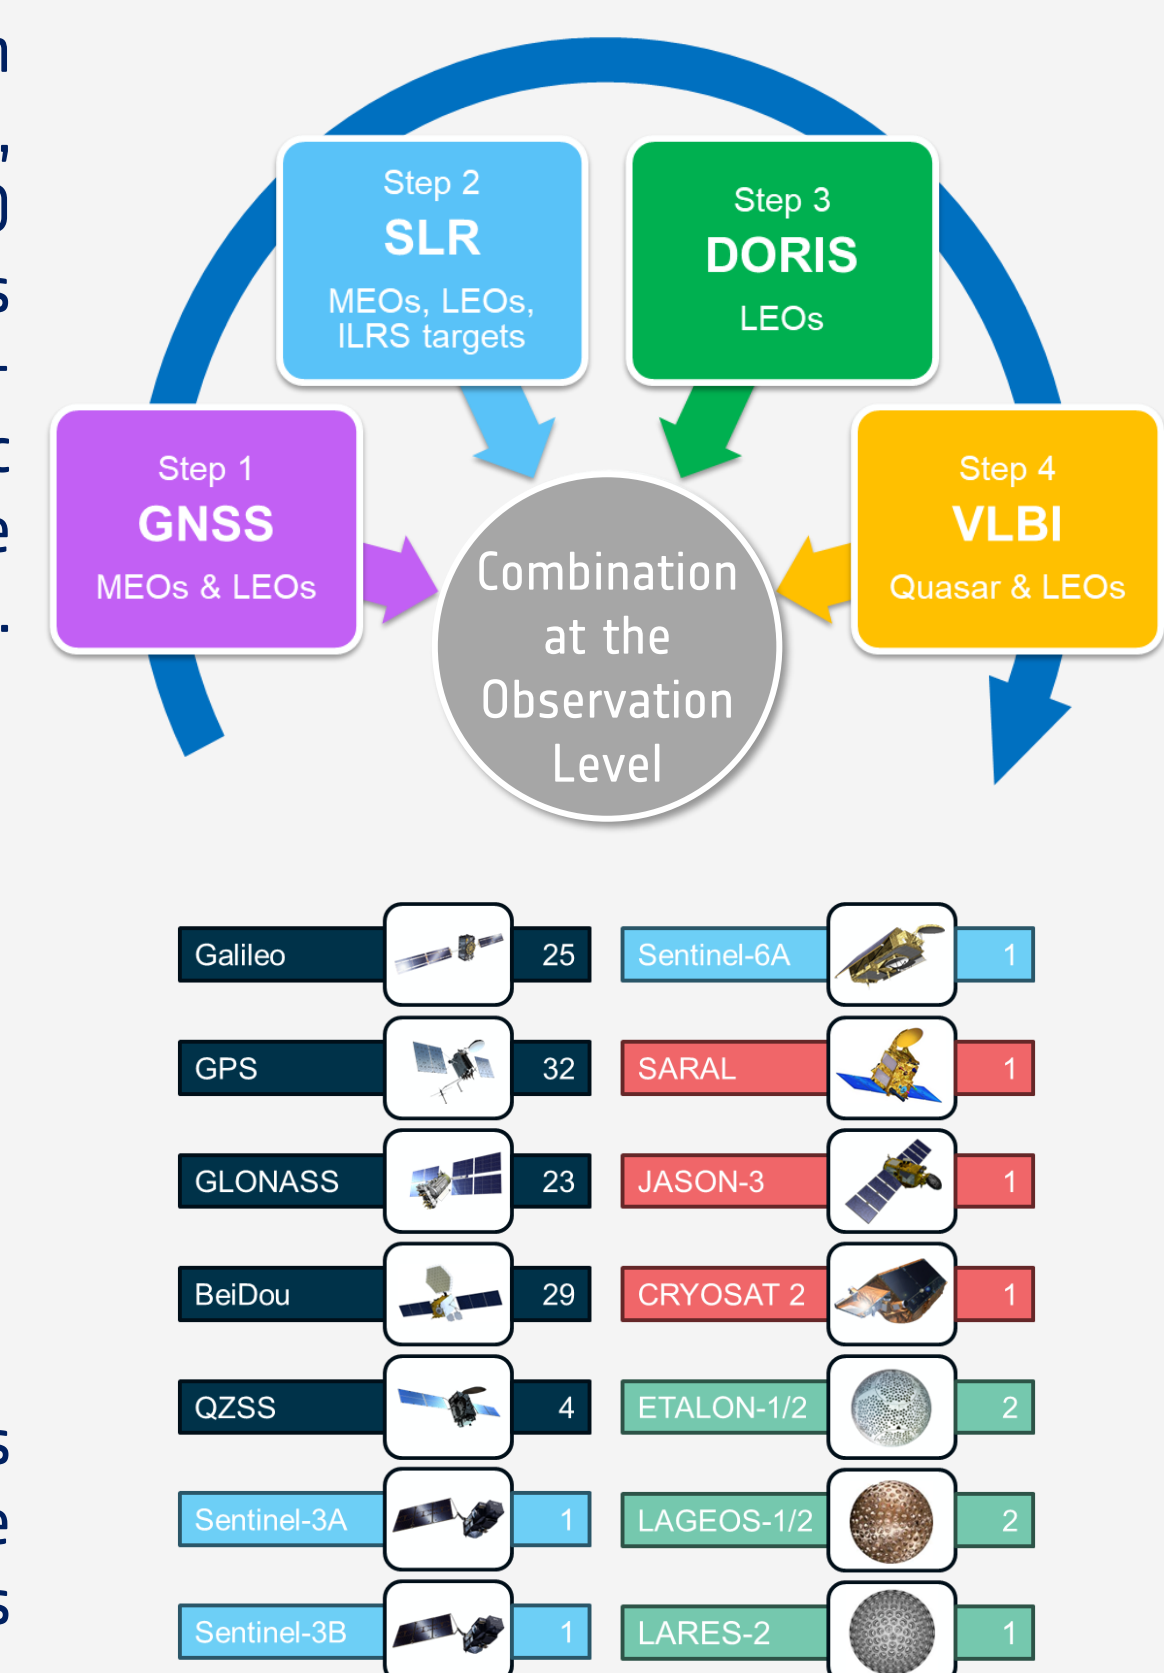 Step 1
GNSS
MEOs & LEOs
Step 2
SLR
MEOs, LEOs,
ILRS targets
Step 3
DORIS
LEOs
Step 4
VLBI
Quasar & LEOs
Combination
at the
Observation
Level
Galileo 25
GPS 32
GLONASS 23
BeiDou 29
QZSS 4
Sentinel-3A 1
Sentinel-3B 1
Sentinel-6A 1
SARAL 1
JASON-3 1
CRYOSAT 2 1
ETALON-1/2 2
LAGEOS-1/2 2
LARES-2 1